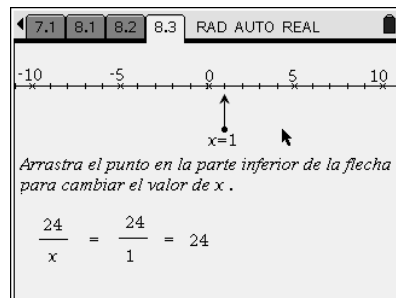 7.1 8.1 8.2 8.3 RAD AUTO REAL
-10 -5 0 5 10
x=1
Arrastra el punto en la parte inferior de la flecha
para cambiar el valor de x .
24/x = 24/1 = 24